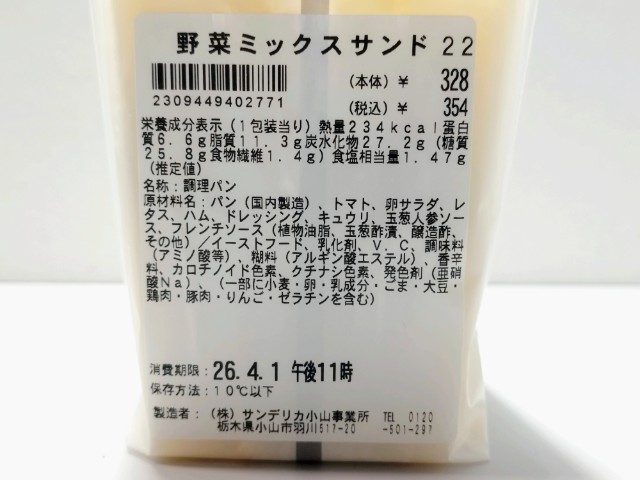 野菜ミックスサンド 22
(本体) ¥ 328
2309449402771
(税込) ¥ 354
栄養成分表示(1包装当り)熱量234kcal蛋白
質6.6g脂質11.3g炭水化物27.2g(糖質
25.8g食物繊維1.4g)食塩相当量1.47g
(推定値)
名称:調理パン
原材料名:パン(国内製造)、トマト、卵サラダ、レ
タス、ハム、ドレッシング、キュウリ、玉葱人参ソー
ス、フレンチソース(植物油脂、玉葱酢漬、醸造酢、
その他)/イーストフード、乳化剤、V.C、調味料
(アミノ酸等)、糊料(アルギン酸エステル)、香辛
料、カロチノイド色素、クチナシ色素、発色剤(亜硝
酸Na)、(一部に小麦・卵・乳成分・ごま・大豆・
鶏肉・豚肉・りんご・ゼラチンを含む)
消費期限:26.4.1 午後11時
保存方法:10℃以下
製造者:(株)サンデリカ小山事業所 TEL 0120
栃木県小山市羽川517-20 -501-297